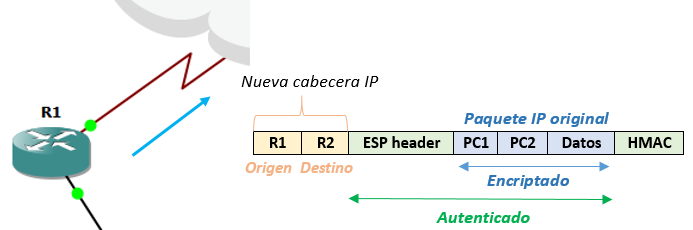 R1
Nueva cabecera IP
Paquete IP original
R1 R2 ESP header PC1 PC2 Datos HMAC
Origen Destino
Encriptado
Autenticado